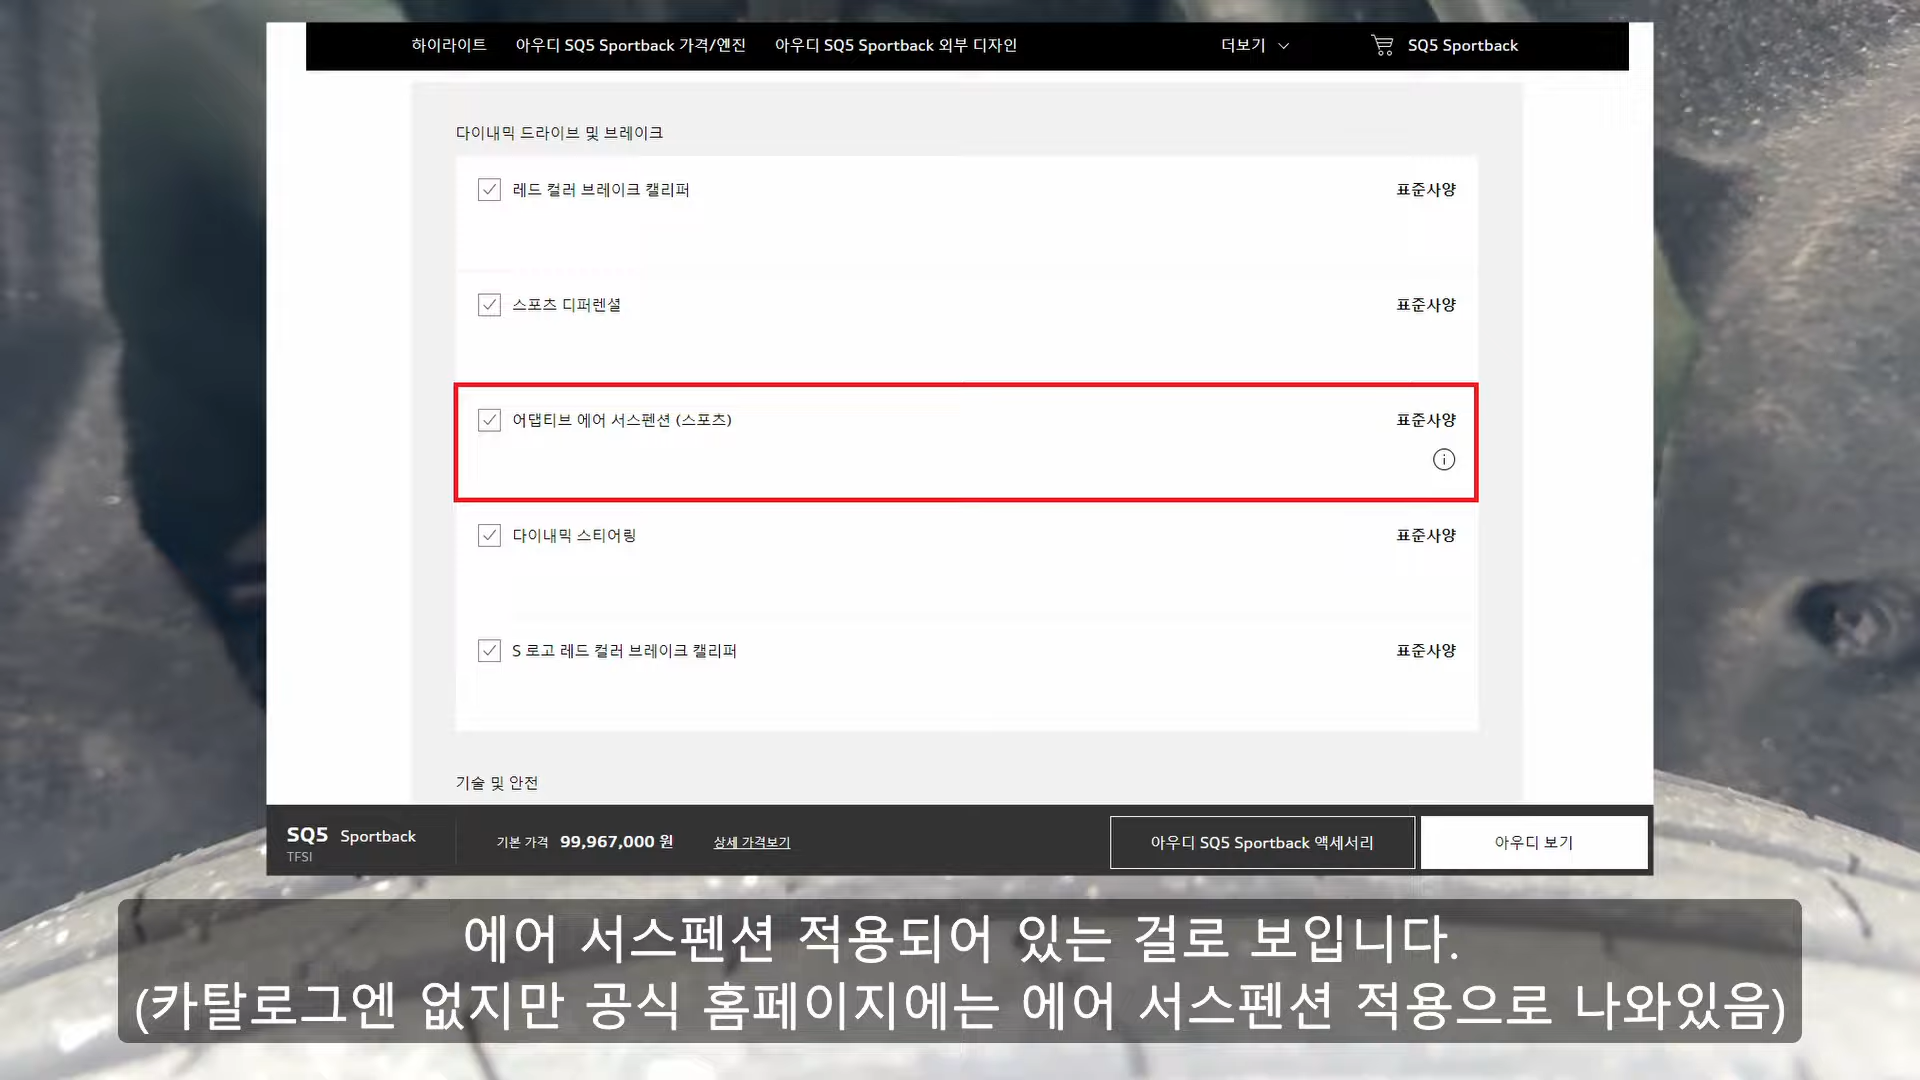 하이라이트 아우디 SQ5 Sportback 가격/엔진 아우디 SQ5 Sportback 외부 디자인 더보기 SQ5 Sportback
다이내믹 드라이브 및 브레이크
레드 컬러 브레이크 캘리퍼 표준사양
스포츠 디퍼렌셜 표준사양
어댑티브 에어 서스펜션 (스포츠) 표준사양
다이내믹 스티어링 표준사양
S 로고 레드 컬러 브레이크 캘리퍼 표준사양
기술 및 안전
SQ5 Sportback
TFSI
기본 가격 99,967,000 원 상세 가격보기
아우디 SQ5 Sportback 액세서리
아우디 보기
에어 서스펜션 적용되어 있는 걸로 보입니다.
(카탈로그엔 없지만 공식 홈페이지에는 에어 서스펜션 적용으로 나와있음)